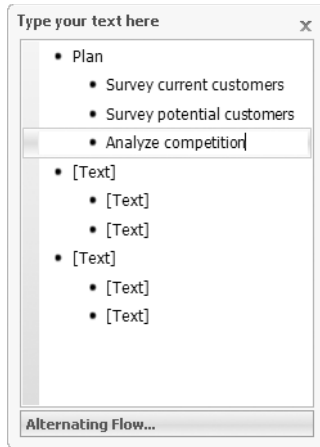 Type your text here x
• Plan
• Survey current customers
• Survey potential customers
• Analyze competition
• [Text]
• [Text]
• [Text]
• [Text]
• [Text]
• [Text]
Alternating Flow...